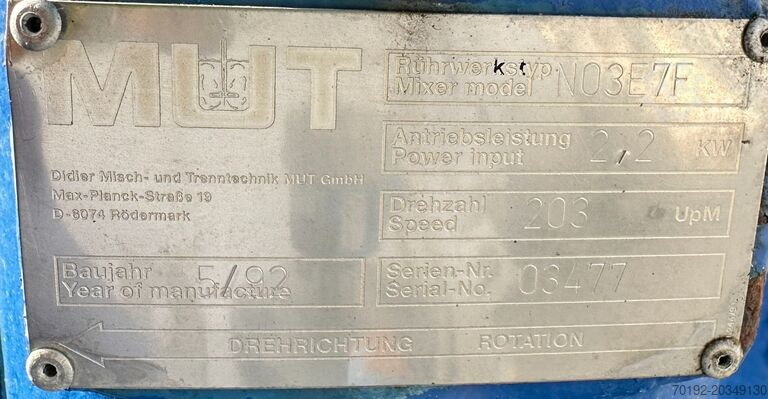 MUT
Didier Misch- und Trenntechnik MUT GmbH
Max-Planck-Straße 19
D-6074 Rödermark
Baujahr
Year of manufacture
5/92
Rührwerkstyp
Mixer model
N03E7F
Antriebsleistung
Power input
2,2 KW
Drehzahl
Speed
203 UpM
Serien-Nr.
Serial-No.
03477
DREHRICHTUNG ROTATION
70192-20349130